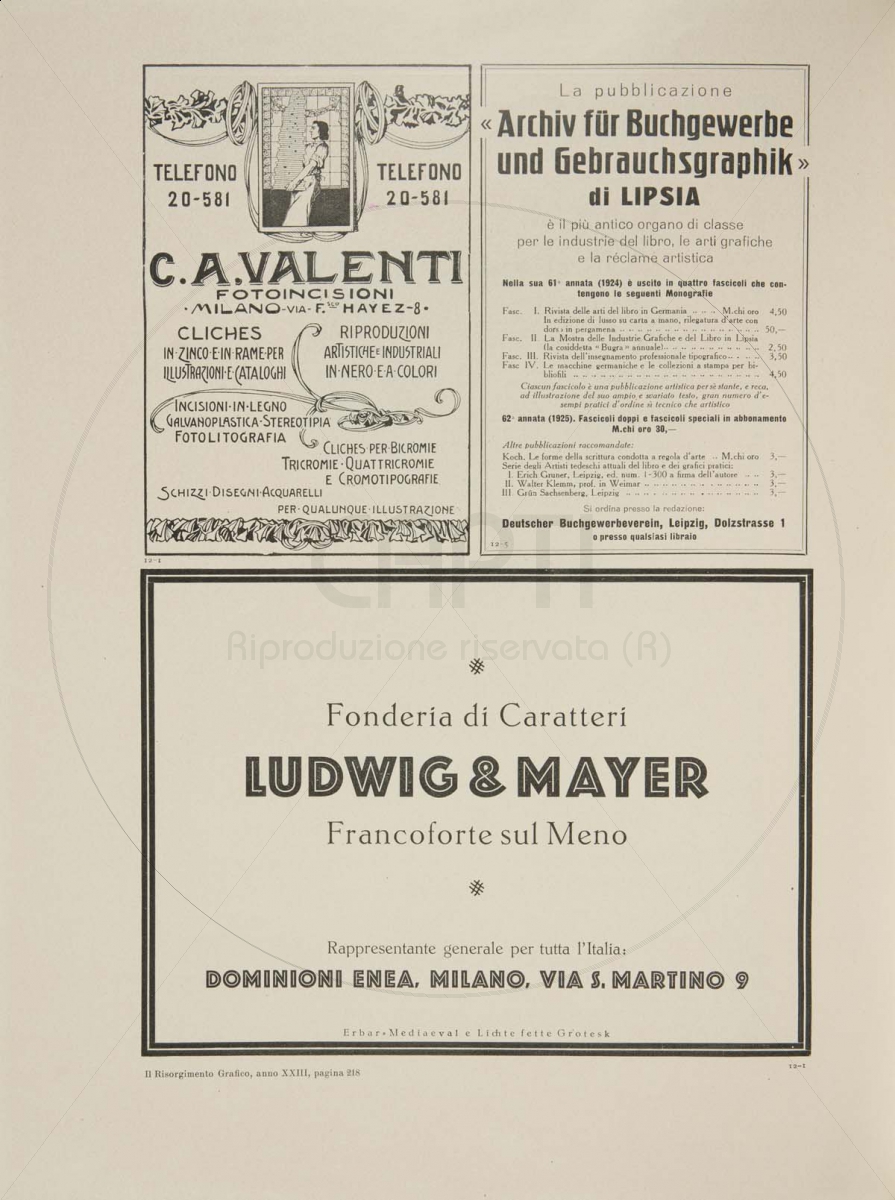 TELEFONO
20-581
TELEFONO
20-581
C.A.VALENTI
FOTOINCISIONI
·MILANO-VIA-F.SCO HAYEZ-8·
CLICHES
IN·ZINCO·E·IN·RAME·PER
ILLUSTRAZIONI·E·CATALOGHI
RIPRODUZIONI
ARTISTICHE E INDUSTRIALI
IN·NERO·E·A·COLORI
INCISIONI·IN·LEGNO
GALVANOPLASTICA·STEREOTIPIA
FOTOLITOGRAFIA
CLICHES·PER·BICROMIE
TRICROMIE·QUATTRICROMIE
E CROMOTIPOGRAFIE
SCHIZZI·DISEGNI·ACQUARELLI
PER·QUALUNQUE·ILLUSTRAZIONE
12-1
La pubblicazione
« Archiv für Buchgewerbe
und Gebrauchsgraphik »
di LIPSIA
è il più antico organo di classe
per le industrie del libro, le arti grafiche
e la réclame artistica
Nella sua 61ª annata (1924) è uscito in quattro fascicoli che con-
tengono le seguenti Monografie
Fasc. I. Rivista delle arti del libro in Germania .. .. .. M.chi oro 4,50
In edizione di lusso su carta a mano, rilegatura d'arte con
dorsi in pergamena .. .. .. .. .. .. .. .. .. .. .. 50,—
Fasc. II. La Mostra delle Industrie Grafiche e del Libro in Lipsia
(la cosiddetta « Bugra » annuale) .. .. .. .. .. .. .. 2,50
Fasc. III. Rivista dell'insegnamento professionale tipografico .. .. .. 3,50
Fasc IV. Le macchine germaniche e le collezioni a stampa per bi-
bliofili .. .. .. .. .. .. .. .. .. .. .. .. .. 4,50
Ciascun fascicolo è una pubblicazione artistica per sè stante, e reca,
ad illustrazione del suo ampio e svariato testo, gran numero d'e-
sempi pratici d'ordine sì tecnico che artistico
62ª annata (1925). Fascicoli doppi e fascicoli speciali in abbonamento
M.chi oro 30,—
Altre pubblicazioni raccomandate:
Koch. Le forme della scrittura condotta a regola d'arte .. M.chi oro 3,—
Serie degli Artisti tedeschi attuali del libro e dei grafici pratici:
I. Erich Gruner, Leipzig, ed. num. 1-300 a firma dell'autore .. .. 3,—
II. Walter Klemm, prof. in Weimar .. .. .. .. .. .. .. .. 3,—
III. Grün Sachsenberg, Leipzig .. .. .. .. .. .. .. .. .. 3,—
Si ordina presso la redazione:
Deutscher Buchgewerbeverein, Leipzig, Dolzstrasse 1
o presso qualsiasi libraio
12-5
CHPTI
Riproduzione riservata (R)
Fonderia di Caratteri
LUDWIG & MAYER
Francoforte sul Meno
Rappresentante generale per tutta l'Italia:
DOMINIONI ENEA, MILANO, VIA S. MARTINO 9
Erbar-Mediaeval e Lichte fette Grotesk
12-1
Il Risorgimento Grafico, anno XXIII, pagina 218